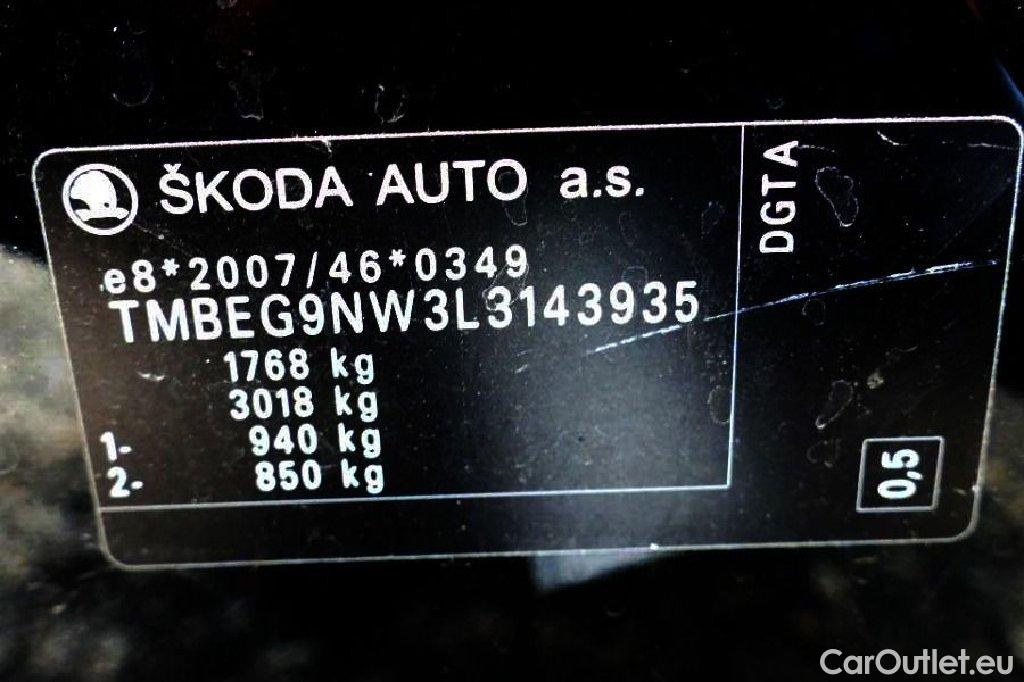 ŠKODA AUTO a.s.
e8*2007/46*0349
TMBEG9NW3L3143935
1768 kg
3018 kg
1- 940 kg
2- 850 kg
DGTA
0,5
CarOutlet.eu